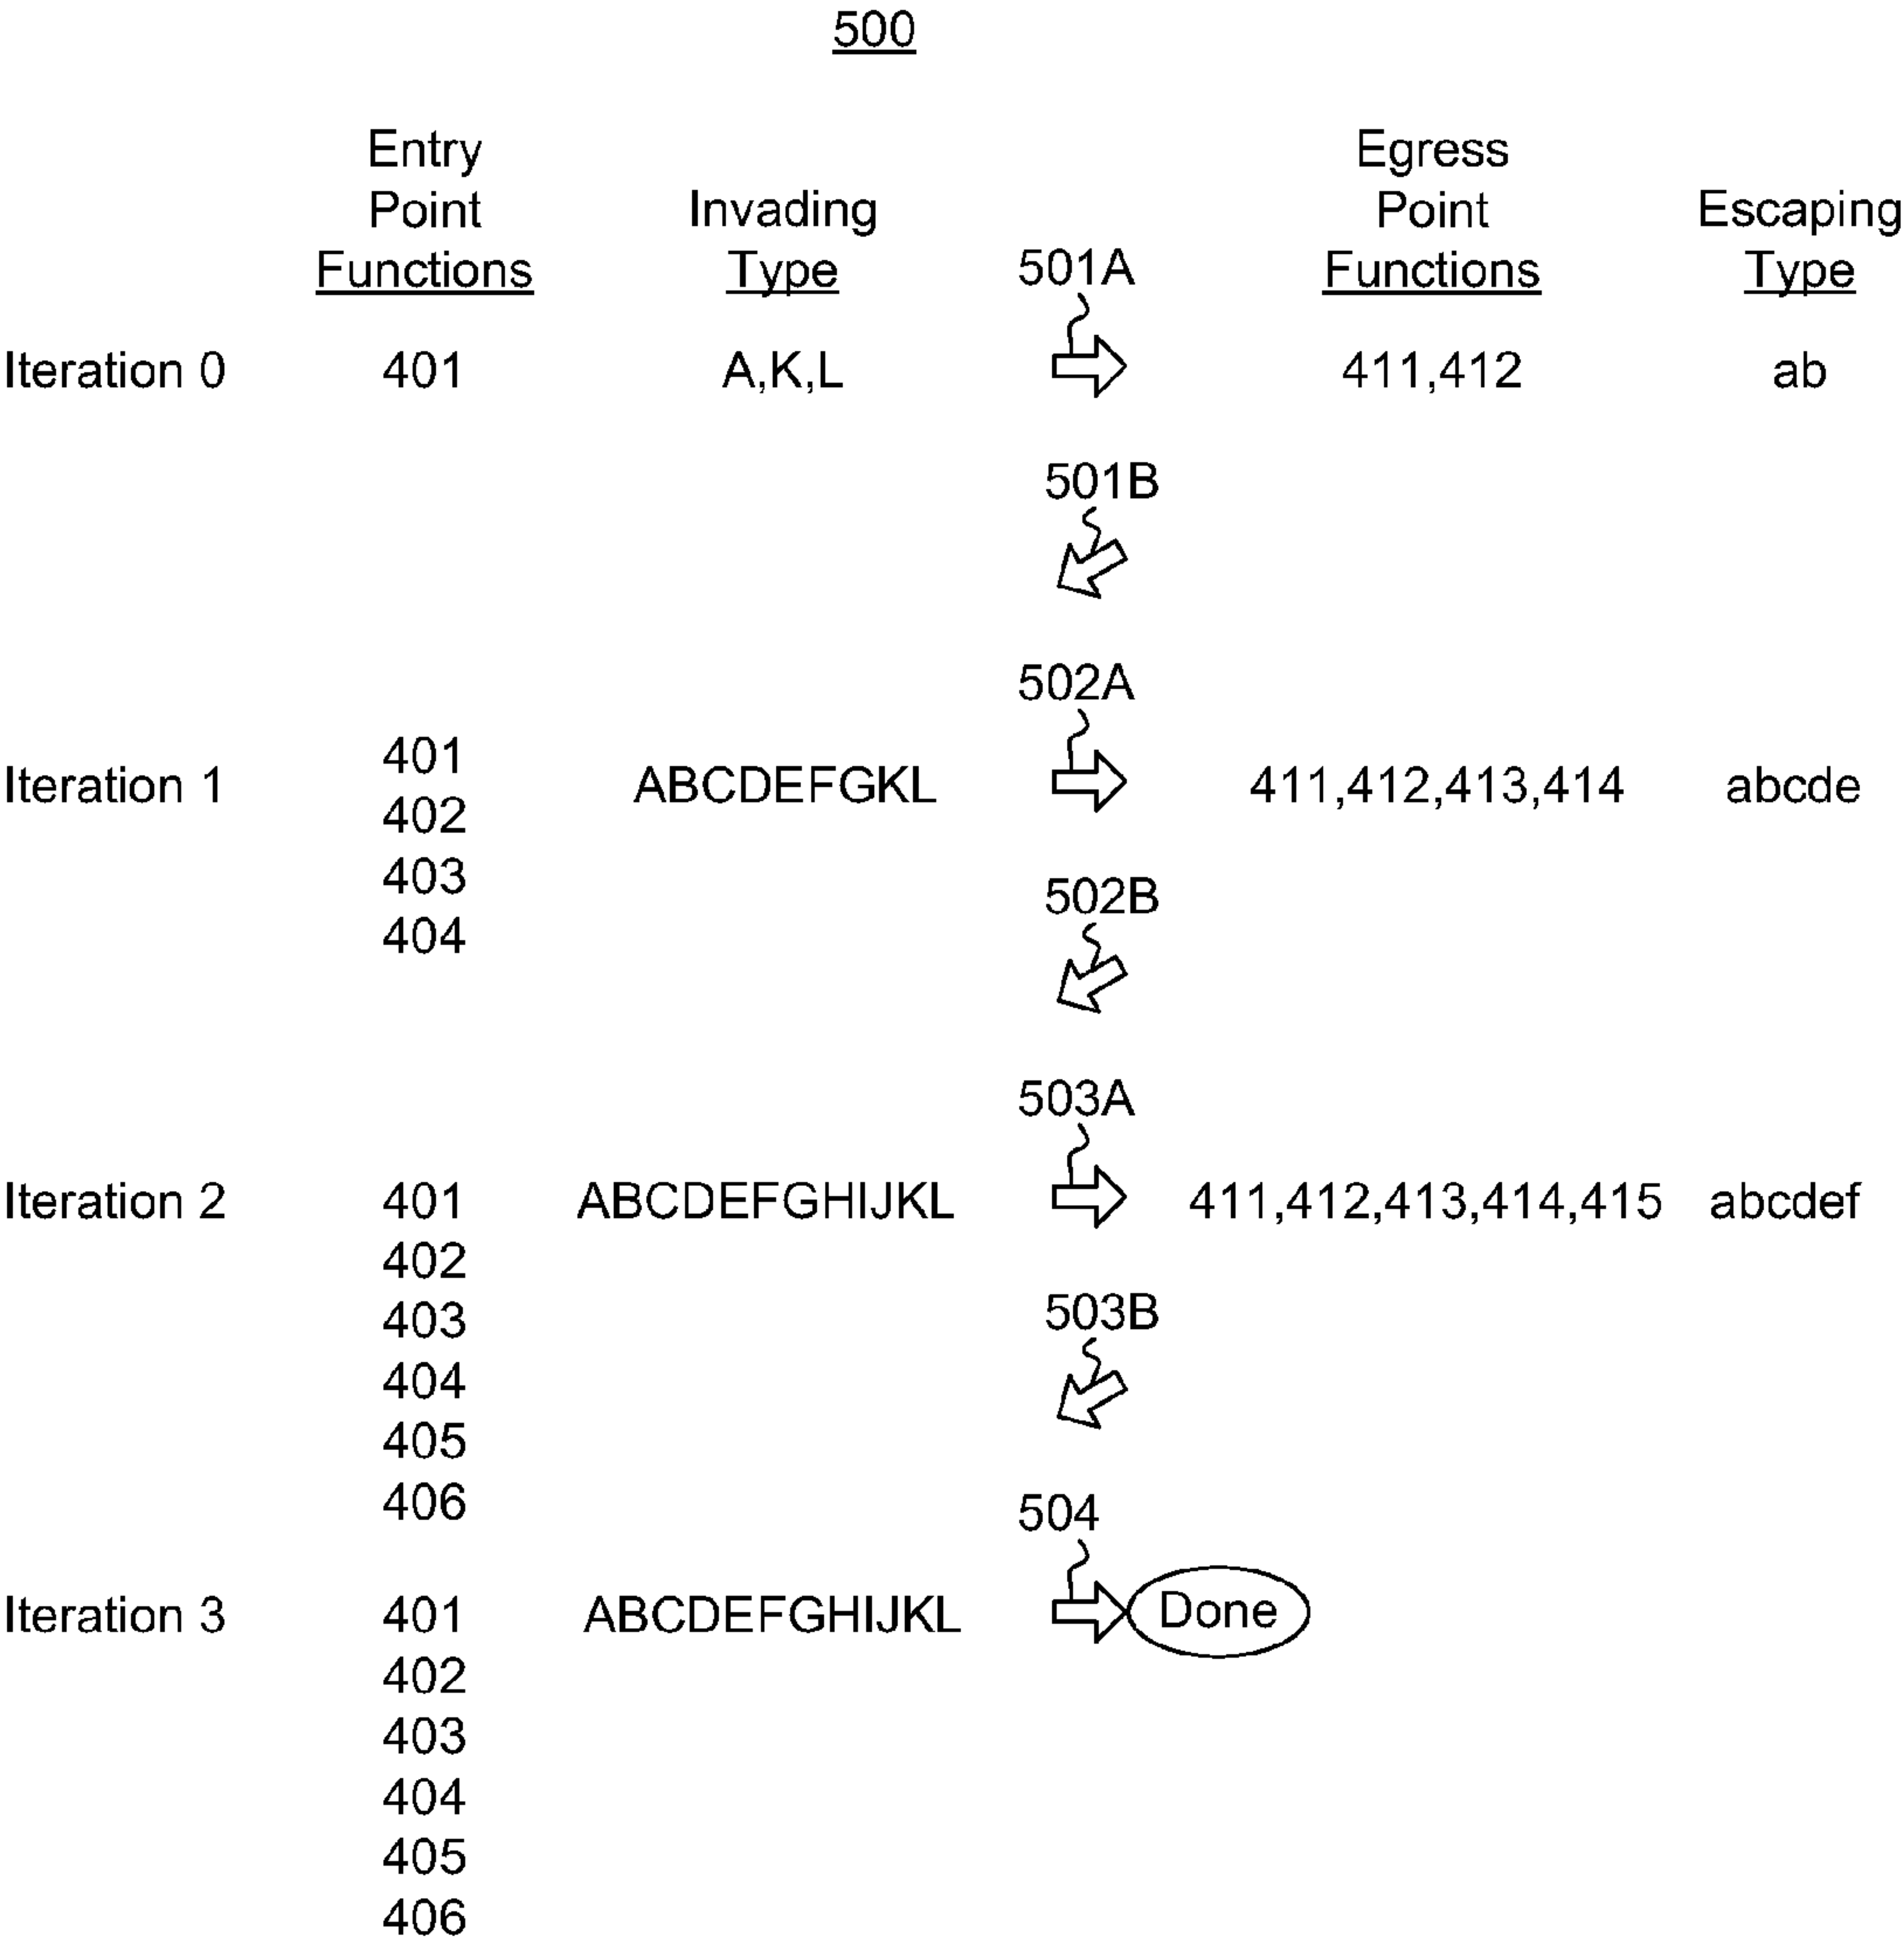 500
Entry Point Functions
Invading Type
501A
Egress Point Functions
Escaping Type
Iteration 0 401 A,K,L 411,412 ab
501B
502A
Iteration 1 401 ABCDEFGKL 411,412,413,414 abcde
402
403
404
502B
503A
Iteration 2 401 ABCDEFGHIJKL 411,412,413,414,415 abcdef
402
403
503B
404
405
406
504
Iteration 3 401 ABCDEFGHIJKL Done
402
403
404
405
406